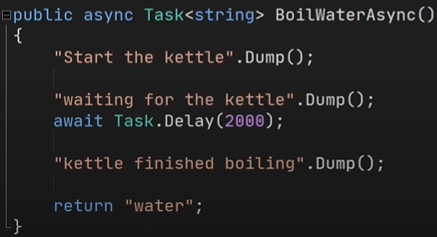 public async Task<string> BoilWaterAsync()
{
"Start the kettle".Dump();
"waiting for the kettle".Dump();
await Task.Delay(2000);
"kettle finished boiling".Dump();
return "water";
}